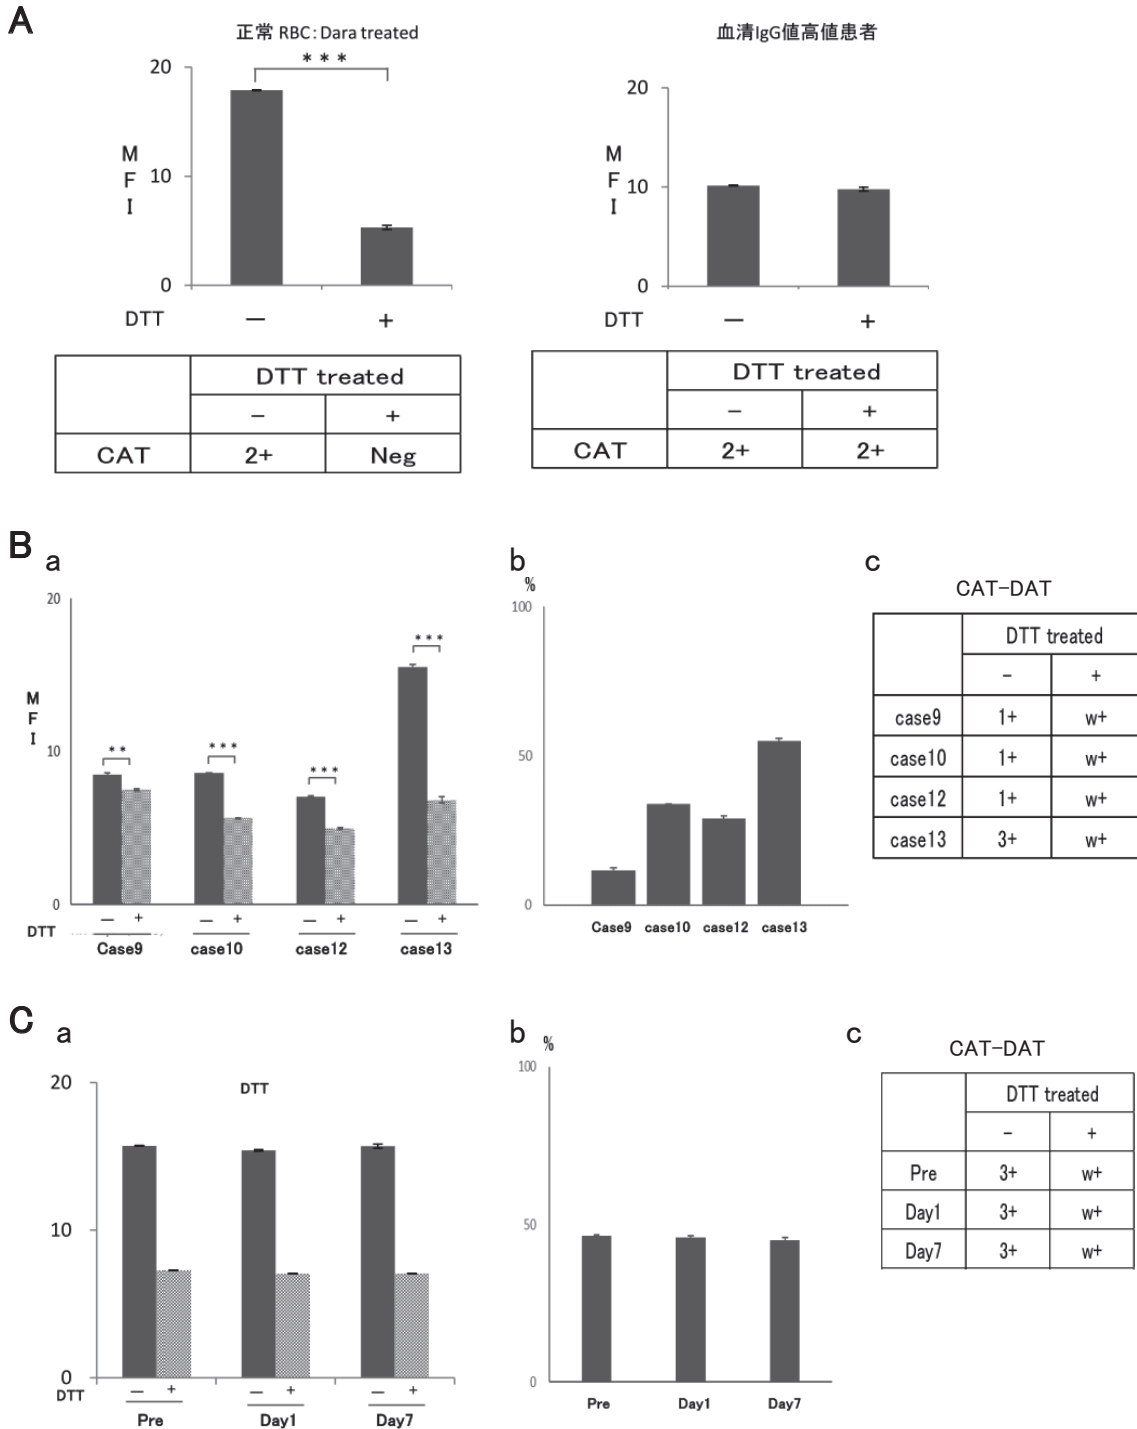 A
正常 RBC：Dara treated
＊＊＊
20
10
0
M
F
I
DTT － ＋
DTT treated
－ ＋
CAT 2+ Neg
血清IgG値高値患者
20
10
0
M
F
I
DTT － ＋
DTT treated
－ ＋
CAT 2+ 2+
B
a
20
10
0
M
F
I
＊＊
＊＊＊
＊＊＊
＊＊＊
DTT － ＋ － ＋ － ＋ － ＋
Case9 case10 case12 case13
b
%
100
50
0
Case9 case10 case12 case13
c
CAT-DAT
DTT treated
－ ＋
case9 1+ w+
case10 1+ w+
case12 1+ w+
case13 3+ w+
C
a
DTT
20
10
0
DTT － ＋ － ＋ － ＋
Pre Day1 Day7
b
%
100
50
0
Pre Day1 Day7
c
CAT-DAT
DTT treated
－ ＋
Pre 3+ w+
Day1 3+ w+
Day7 3+ w+